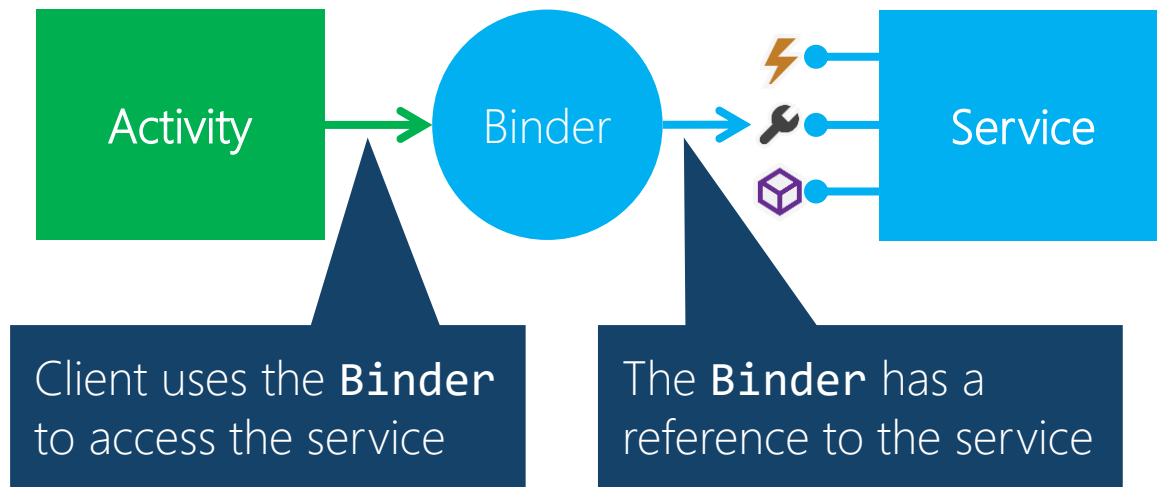 Activity
Binder
Service
Client uses the Binder
to access the service
The Binder has a
reference to the service